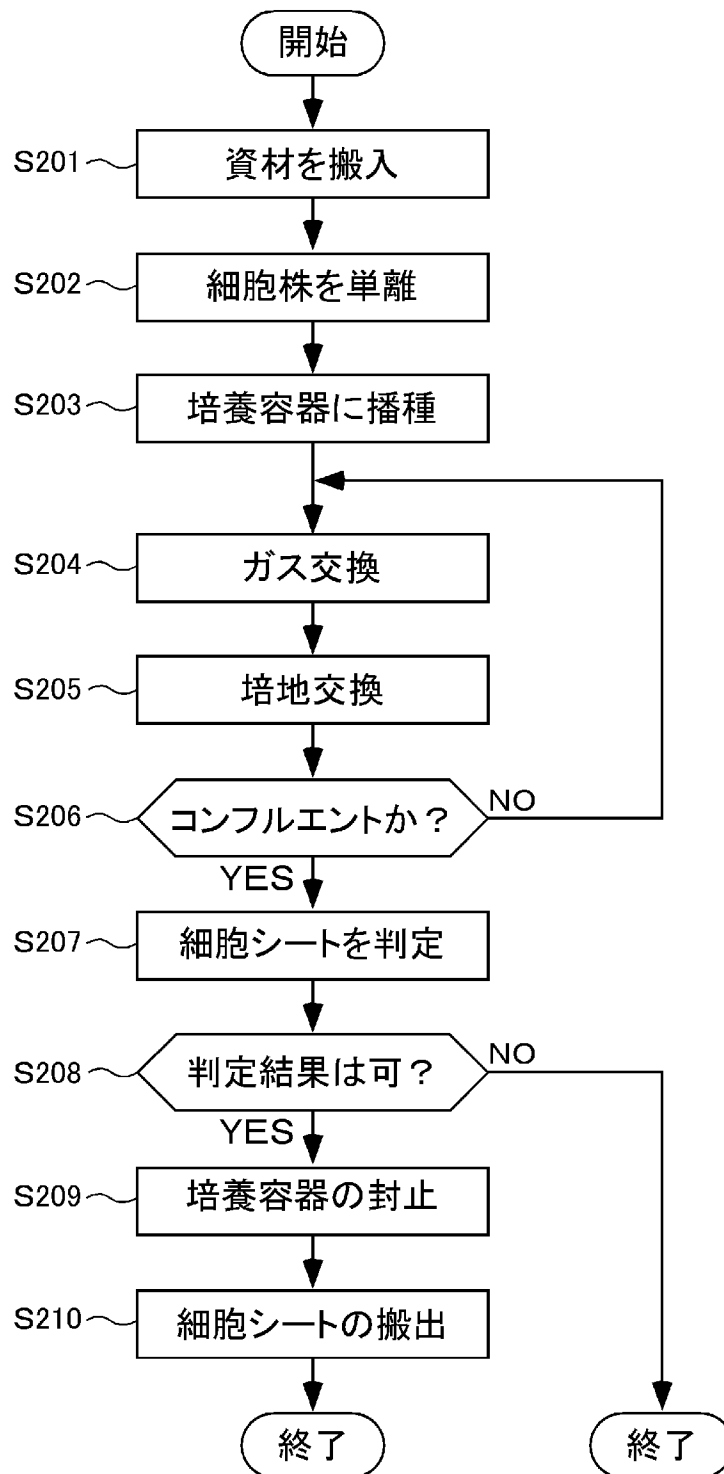 開始
S201
資材を搬入
S202
細胞株を単離
S203
培養容器に播種
S204
ガス交換
S205
培地交換
S206
コンフルエントか？
NO
YES
S207
細胞シートを判定
S208
判定結果は可？
NO
YES
S209
培養容器の封止
S210
細胞シートの搬出
終了
終了